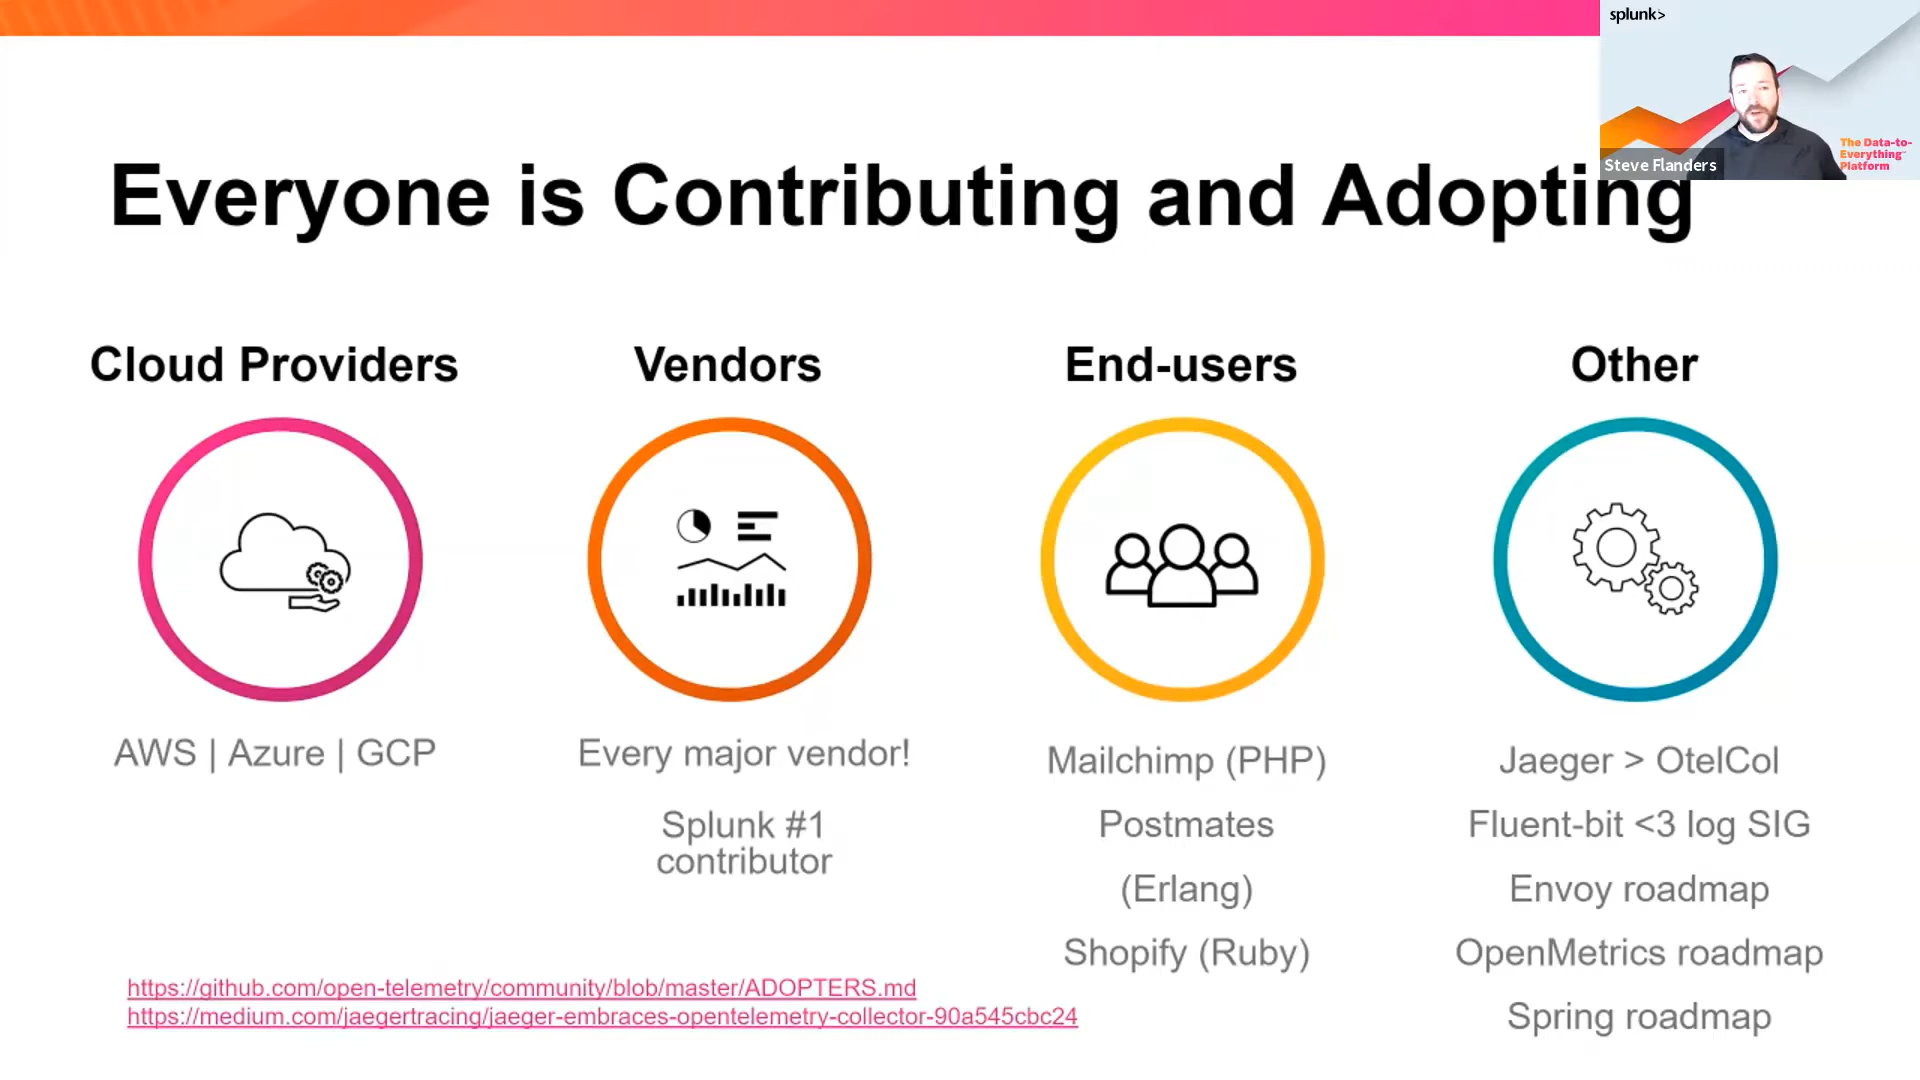 splunk>
The Data-to-
Everything™
Platform
Steve Flanders
Everyone is Contributing and Adopting
Cloud Providers
AWS | Azure | GCP
Vendors
Every major vendor!
Splunk #1
contributor
End-users
Mailchimp (PHP)
Postmates
(Erlang)
Shopify (Ruby)
Other
Jaeger > OtelCol
Fluent-bit <3 log SIG
Envoy roadmap
OpenMetrics roadmap
Spring roadmap
https://github.com/open-telemetry/community/blob/master/ADOPTERS.md
https://medium.com/jaegertracing/jaeger-embraces-opentelemetry-collector-90a545cbc24